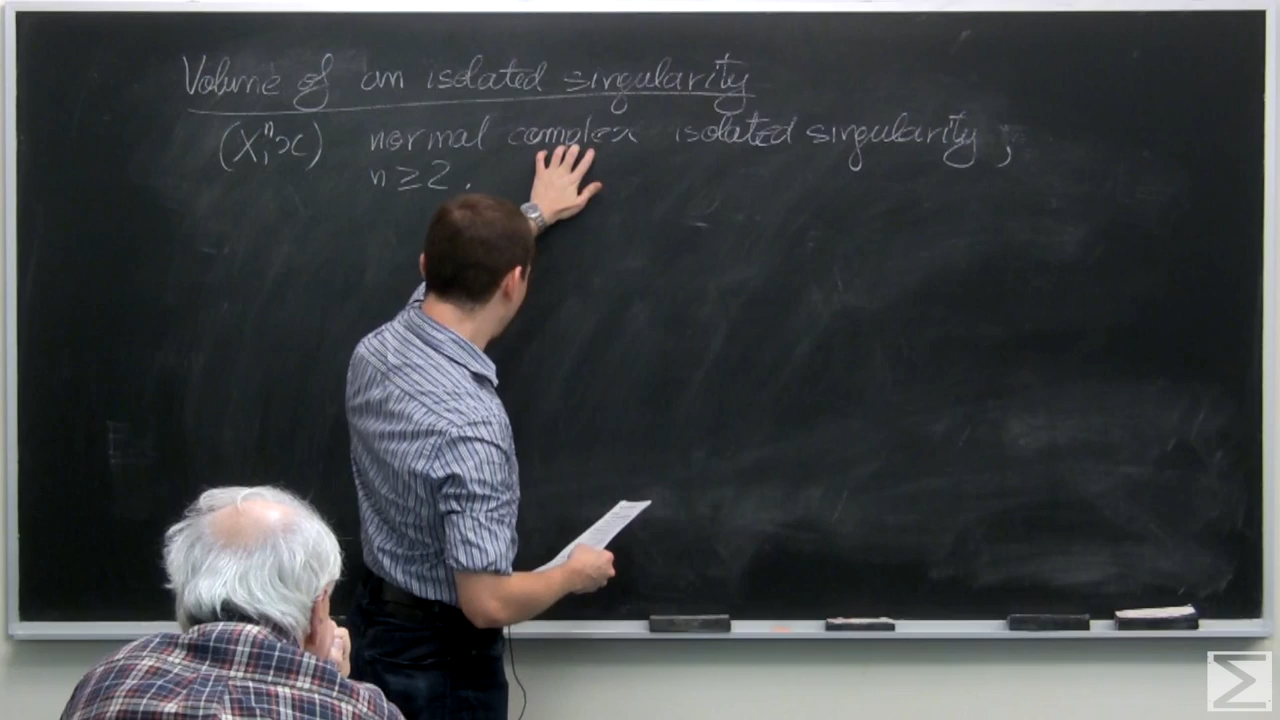 Volume of an isolated singularity
(Xⁿ, x) normal complex isolated singularity,
n ≥ 2.
Σ